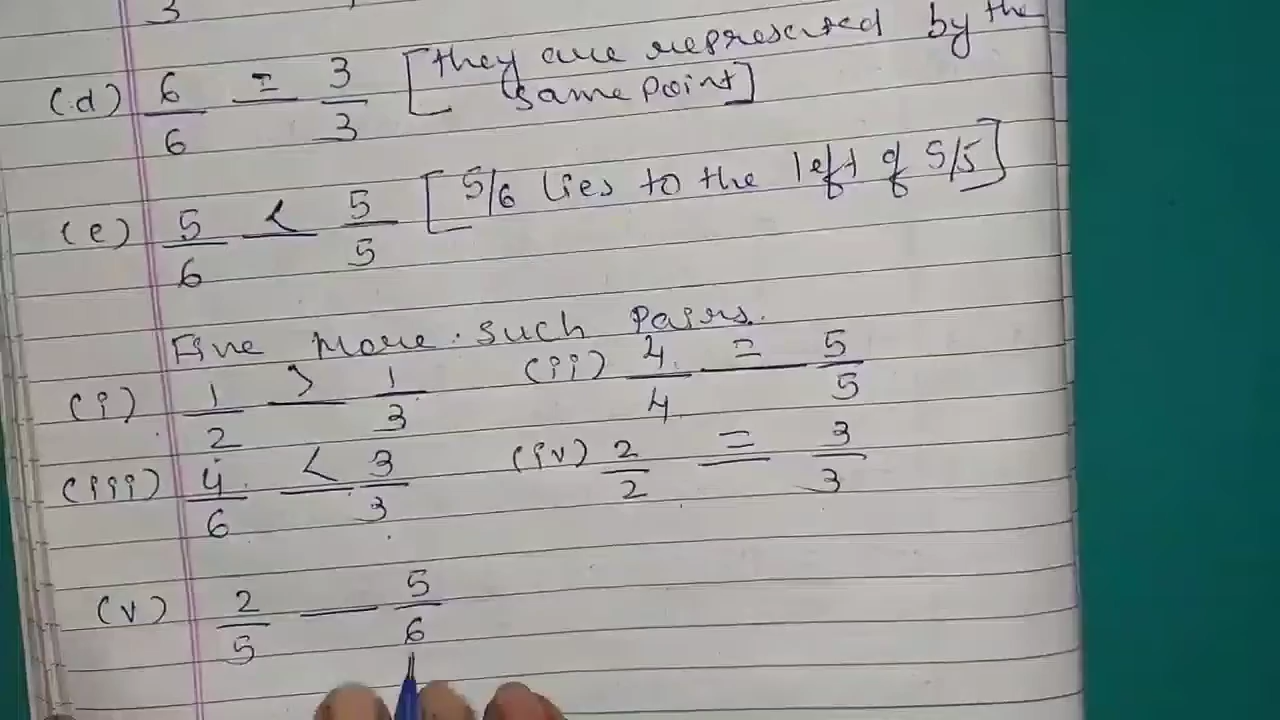 3
(d) 6/6 = 3/3 [they are represented by the
same point]
(e) 5/6 < 5/5 [5/6 lies to the left of 5/5]
Five more such pairs.
(i) 1/2 > 1/3 (ii) 4/4 = 5/5
(iii) 4/6 < 3/3 (iv) 2/2 = 3/3
(v) 2/5 __ 5/6